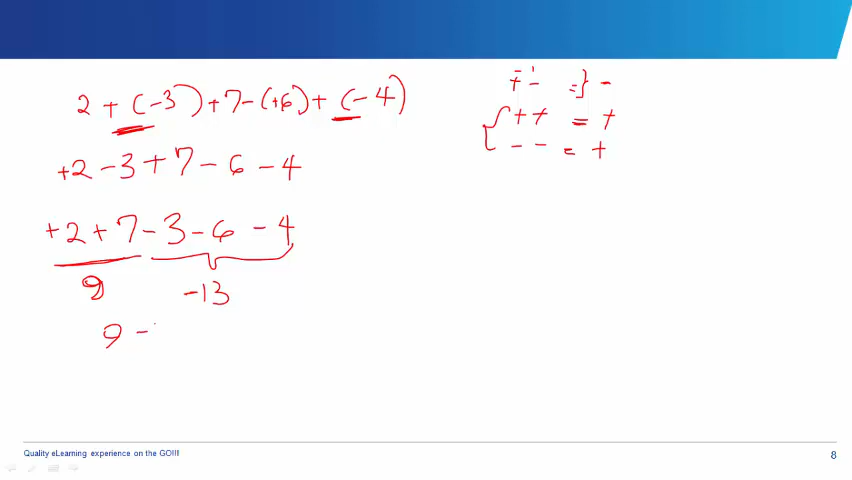 2 + (-3) + 7 - (+6) + (-4)
+2 - 3 + 7 - 6 - 4
+2 + 7 - 3 - 6 - 4
9 -13
9 -
+ - = -
+ + = +
- - = +
Quality eLearning experience on the GO!!! 8